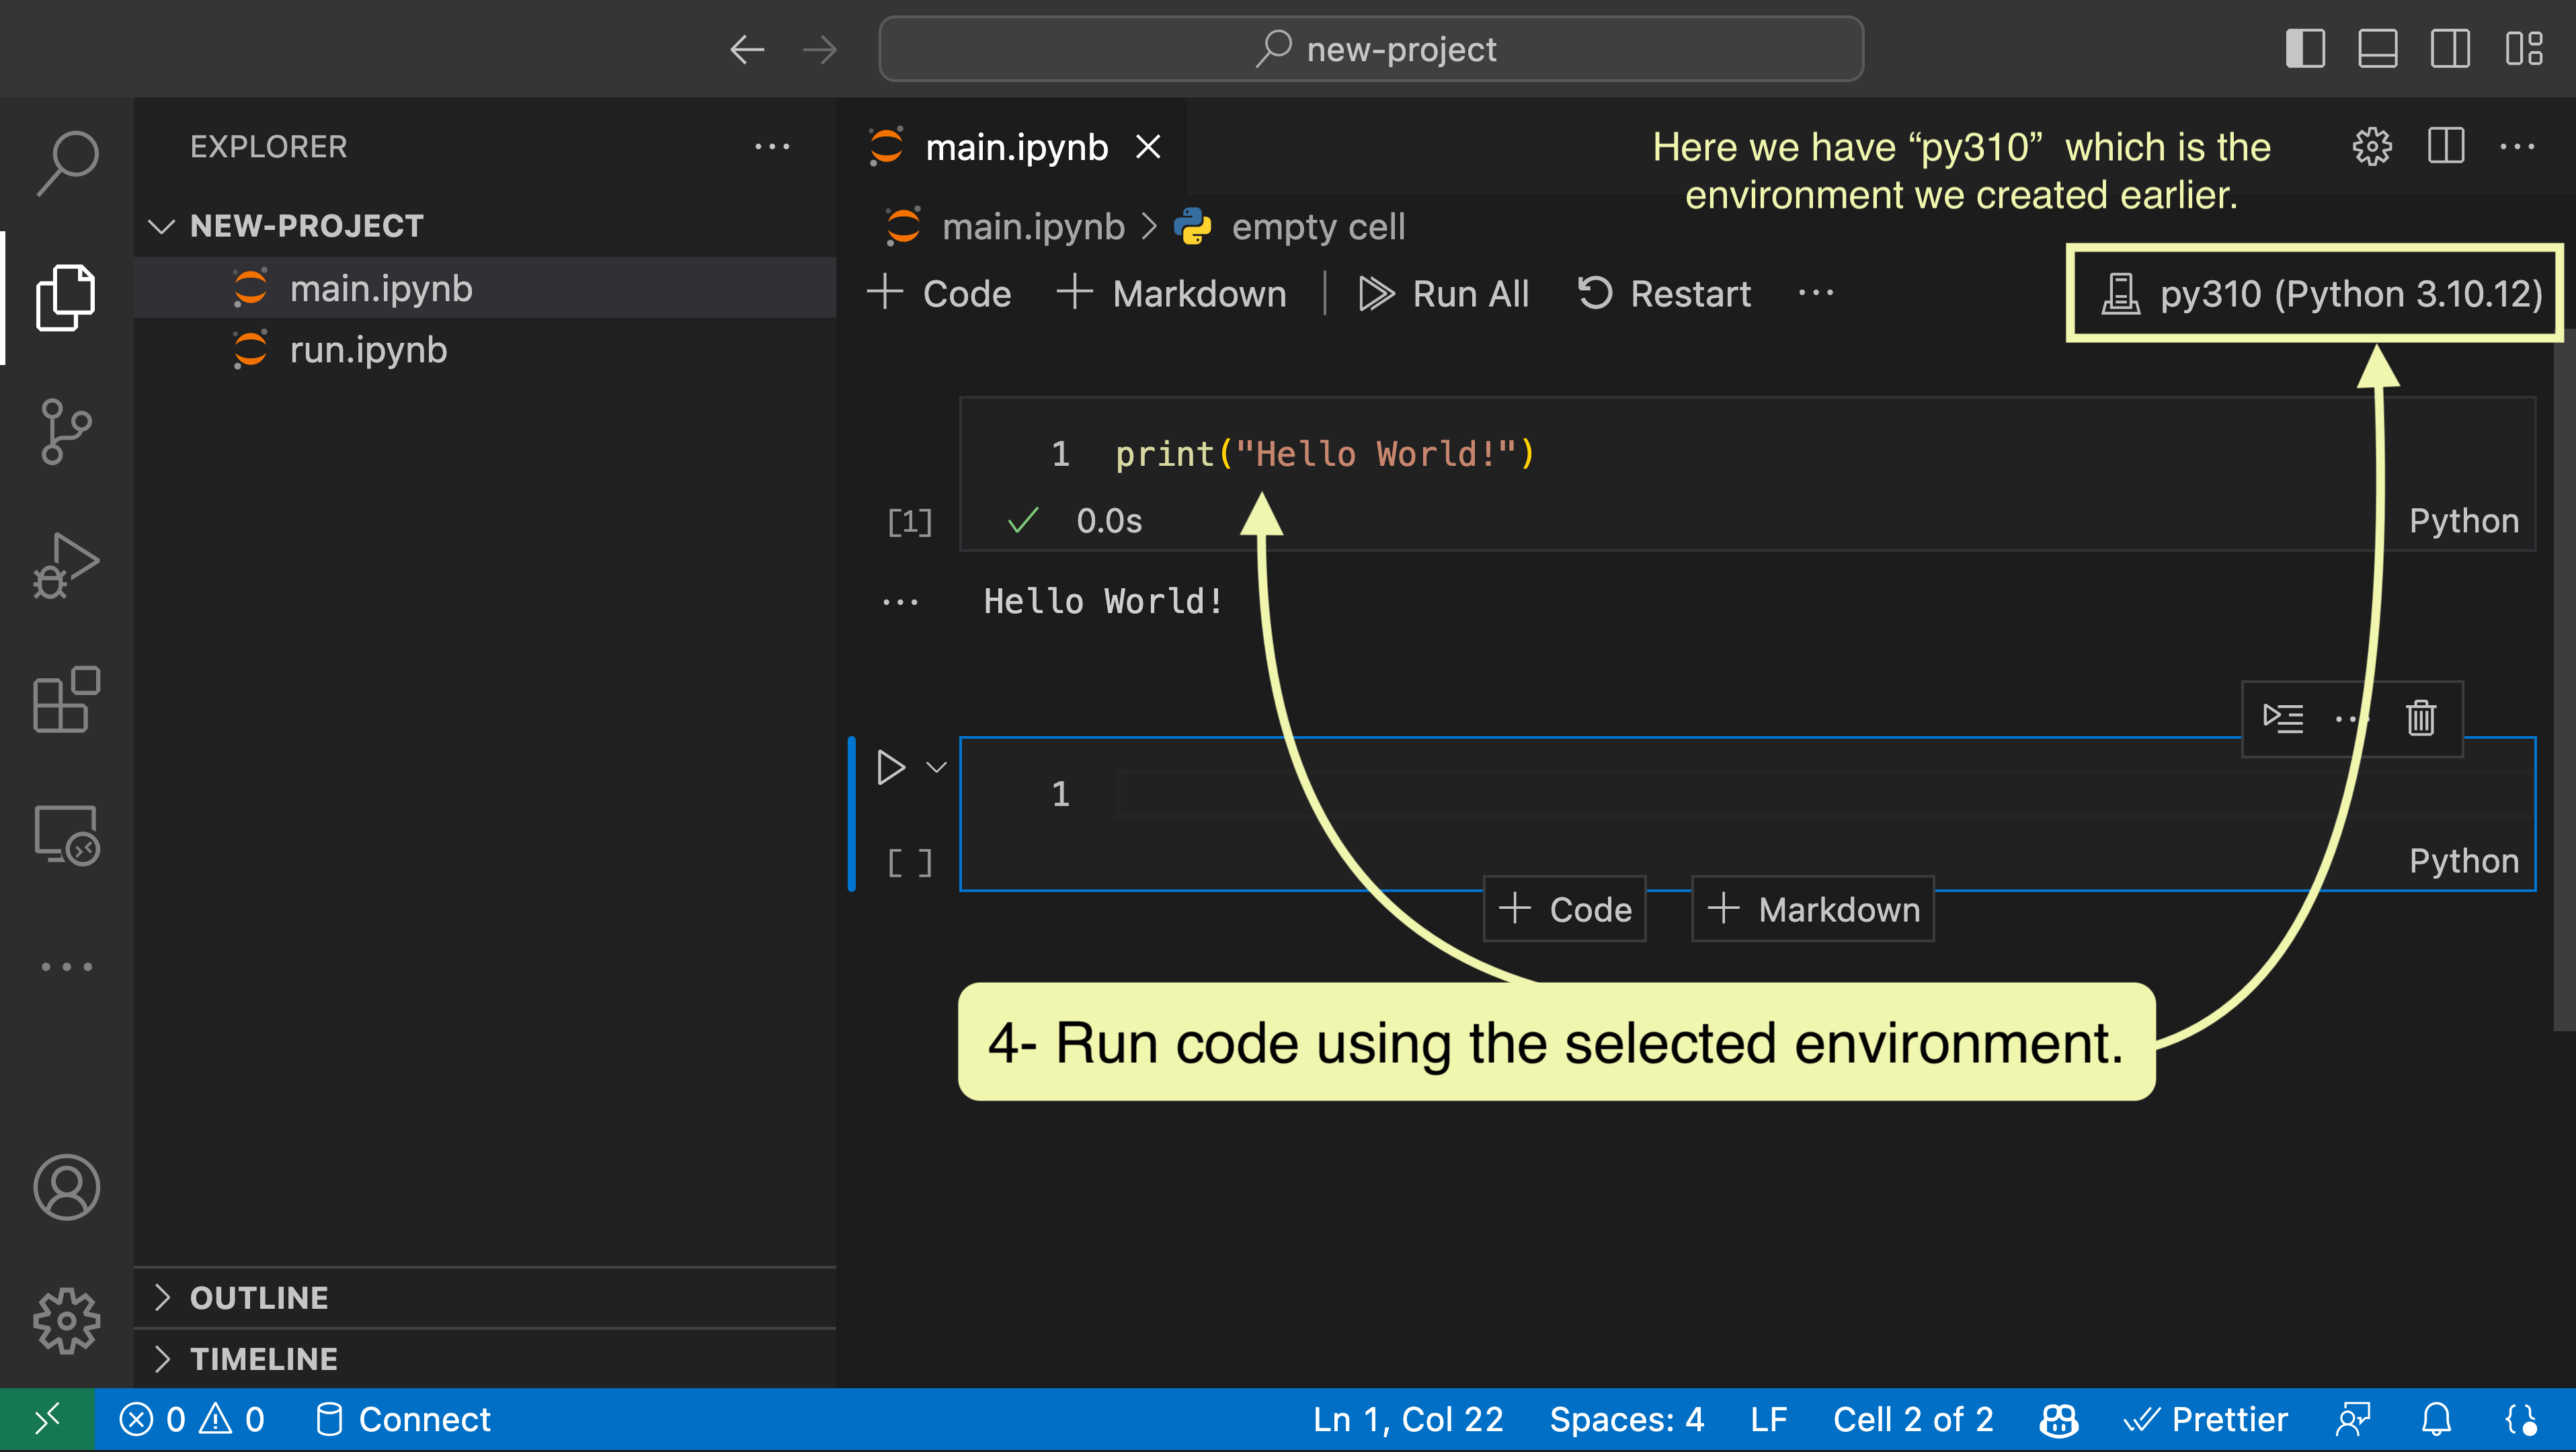 new-project
EXPLORER
NEW-PROJECT
main.ipynb
run.ipynb
OUTLINE
TIMELINE
main.ipynb
Here we have “py310” which is the
environment we created earlier.
main.ipynb > empty cell
+ Code + Markdown | Run All Restart ...
py310 (Python 3.10.12)
1 print("Hello World!")
[1] ✓ 0.0s Python
... Hello World!
1
[ ] Python
+ Code + Markdown
4- Run code using the selected environment.
0 0 Connect Ln 1, Col 22 Spaces: 4 LF Cell 2 of 2 Prettier